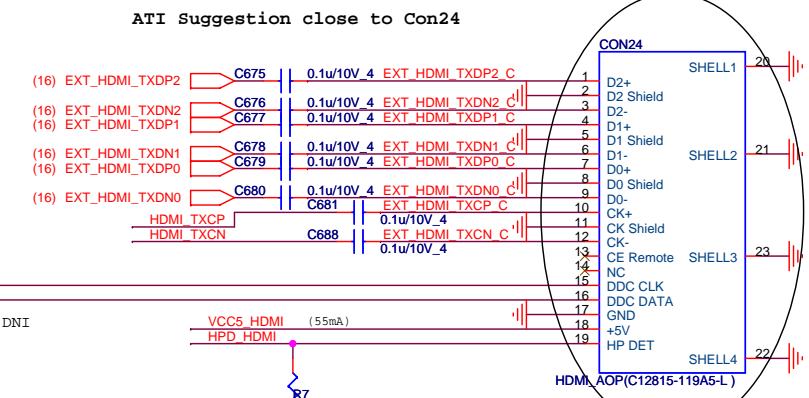 ATI Suggestion close to Con24
CON24
(16) EXT_HDMI_TXDP2 C675 0.1u/10V_4 EXT_HDMI_TXDP2_C 1 D2+ SHELL1 20
2 D2 Shield
(16) EXT_HDMI_TXDN2 C676 0.1u/10V_4 EXT_HDMI_TXDN2_C 3 D2-
(16) EXT_HDMI_TXDP1 C677 0.1u/10V_4 EXT_HDMI_TXDP1_C 4 D1+
5 D1 Shield
(16) EXT_HDMI_TXDN1 C678 0.1u/10V_4 EXT_HDMI_TXDN1_C 6 D1- SHELL2 21
(16) EXT_HDMI_TXDP0 C679 0.1u/10V_4 EXT_HDMI_TXDP0_C 7 D0+
8 D0 Shield
(16) EXT_HDMI_TXDN0 C680 0.1u/10V_4 EXT_HDMI_TXDN0_C 9 D0-
HDMI_TXCP C681 0.1u/10V_4 EXT_HDMI_TXCP_C 10 CK+
11 CK Shield
HDMI_TXCN C688 0.1u/10V_4 EXT_HDMI_TXCN_C 12 CK-
13 CE Remote SHELL3 23
14 NC
15 DDC CLK
16 DDC DATA
17 GND
DNI VCC5_HDMI (55mA) 18 +5V
HPD_HDMI 19 HP DET
SHELL4 22
HDMI_AOP(C12815-119A5-L )
R7